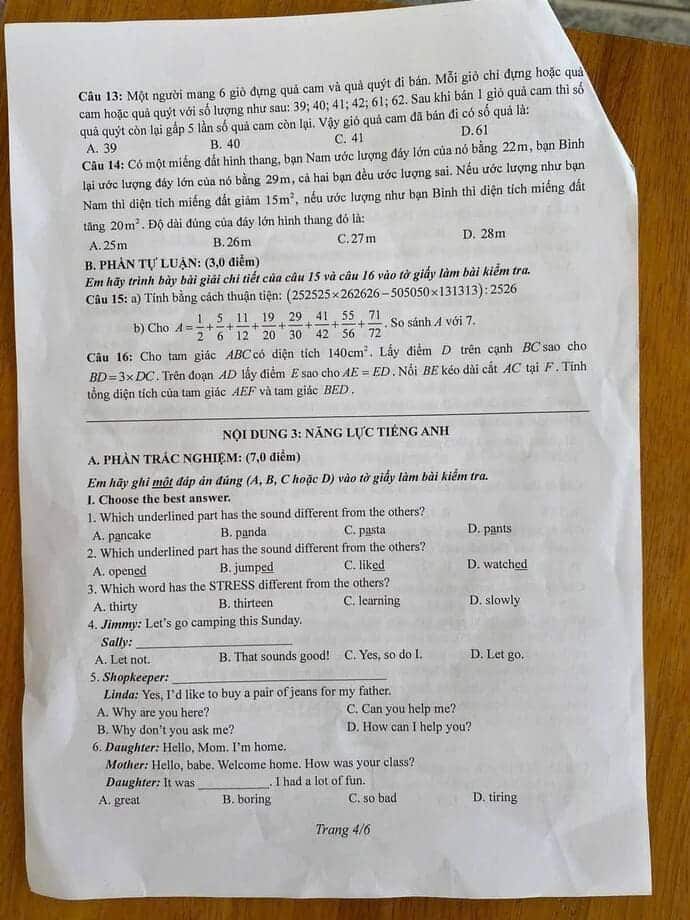 Câu 13: Một người mang 6 giỏ đựng quả cam và quả quýt đi bán. Mỗi giỏ chỉ đựng hoặc quả
cam hoặc quả quýt với số lượng như sau: 39; 40; 41; 42; 61; 62. Sau khi bán 1 giỏ quả cam thì số
quả quýt còn lại gấp 5 lần số quả cam còn lại. Vậy giỏ quả cam đã bán đi có số quả là:
A. 39 B. 40 C. 41 D. 61
Câu 14: Có một miếng đất hình thang, bạn Nam ước lượng đáy lớn của nó bằng 22m, bạn Bình
lại ước lượng đáy lớn của nó bằng 29m, cả hai bạn đều ước lượng sai. Nếu ước lượng như bạn
Nam thì diện tích miếng đất giảm 15m², nếu ước lượng như bạn Bình thì diện tích miếng đất
tăng 20m². Độ dài đúng của đáy lớn hình thang đó là:
A. 25m B. 26m C. 27m D. 28m
B. PHẦN TỰ LUẬN: (3,0 điểm)
Em hãy trình bày bài giải chi tiết của câu 15 và câu 16 vào tờ giấy làm bài kiểm tra.
Câu 15: a) Tính bằng cách thuận tiện: (252525×262626−505050×131313):2526
b) Cho A = 1/2 + 5/6 + 11/12 + 19/20 + 29/30 + 41/42 + 55/56 + 71/72. So sánh A với 7.
Câu 16: Cho tam giác ABC có diện tích 140cm². Lấy điểm D trên cạnh BC sao cho
BD=3×DC. Trên đoạn AD lấy điểm E sao cho AE = ED. Nối BE kéo dài cắt AC tại F. Tính
tổng diện tích của tam giác AEF và tam giác BED.
NỘI DUNG 3: NĂNG LỰC TIẾNG ANH
A. PHẦN TRẮC NGHIỆM: (7,0 điểm)
Em hãy ghi một đáp án đúng (A, B, C hoặc D) vào tờ giấy làm bài kiểm tra.
I. Choose the best answer.
1. Which underlined part has the sound different from the others?
A. pancake B. panda C. pasta D. pants
2. Which underlined part has the sound different from the others?
A. opened B. jumped C. liked D. watched
3. Which word has the STRESS different from the others?
A. thirty B. thirteen C. learning D. slowly
4. Jimmy: Let's go camping this Sunday.
Sally: ____________
A. Let not. B. That sounds good! C. Yes, so do I. D. Let go.
5. Shopkeeper: ____________
Linda: Yes, I'd like to buy a pair of jeans for my father.
A. Why are you here? C. Can you help me?
B. Why don't you ask me? D. How can I help you?
6. Daughter: Hello, Mom. I'm home.
Mother: Hello, babe. Welcome home. How was your class?
Daughter: It was __________. I had a lot of fun.
A. great B. boring C. so bad D. tiring
Trang 4/6